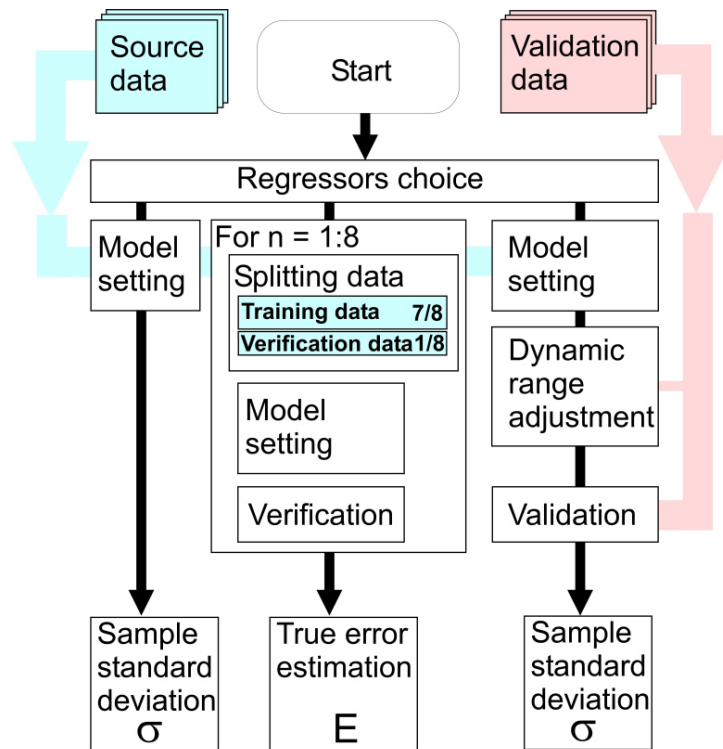 Source
data
Start
Validation
data
Regressors choice
Model
setting
For n = 1:8
Splitting data
Training data 7/8
Verification data 1/8
Model
setting
Verification
Model
setting
Dynamic
range
adjustment
Validation
Sample
standard
deviation
σ
True error
estimation
E
Sample
standard
deviation
σ